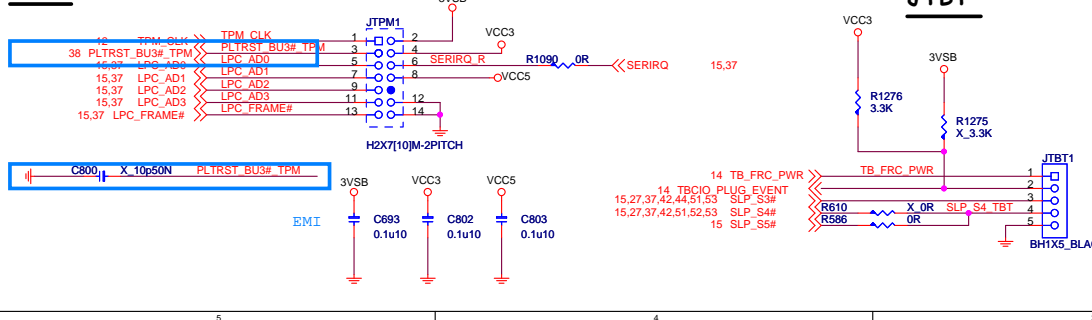 JTPM1
VCC3
12 TPM_CLK TPM_CLK 1 2
38 PLTRST_BU3#_TPM PLTRST_BU3#_TPM 3 4
15,37 LPC_AD0 LPC_AD0 5 6 SERIRQ_R R1090 0R SERIRQ 15,37
15,37 LPC_AD1 LPC_AD1 7 8 VCC5
15,37 LPC_AD2 LPC_AD2 9
15,37 LPC_AD3 LPC_AD3 11 12
15,37 LPC_FRAME# LPC_FRAME# 13 14
H2X7[10]M-2PITCH
C800 X_10p50N PLTRST_BU3#_TPM
EMI
3VSB VCC3 VCC5
C693 C802 C803
0.1u10 0.1u10 0.1u10
VCC3
3VSB
R1276
3.3K
R1275
X_3.3K
JTBT1
14 TB_FRC_PWR TB_FRC_PWR 1
14 TBCIO_PLUG_EVENT 2
15,27,37,42,44,51,53 SLP_S3# 3
15,27,37,42,51,52,53 SLP_S4# R610 X_0R SLP_S4_TBT 4
15 SLP_S5# R586 0R 5
5 4